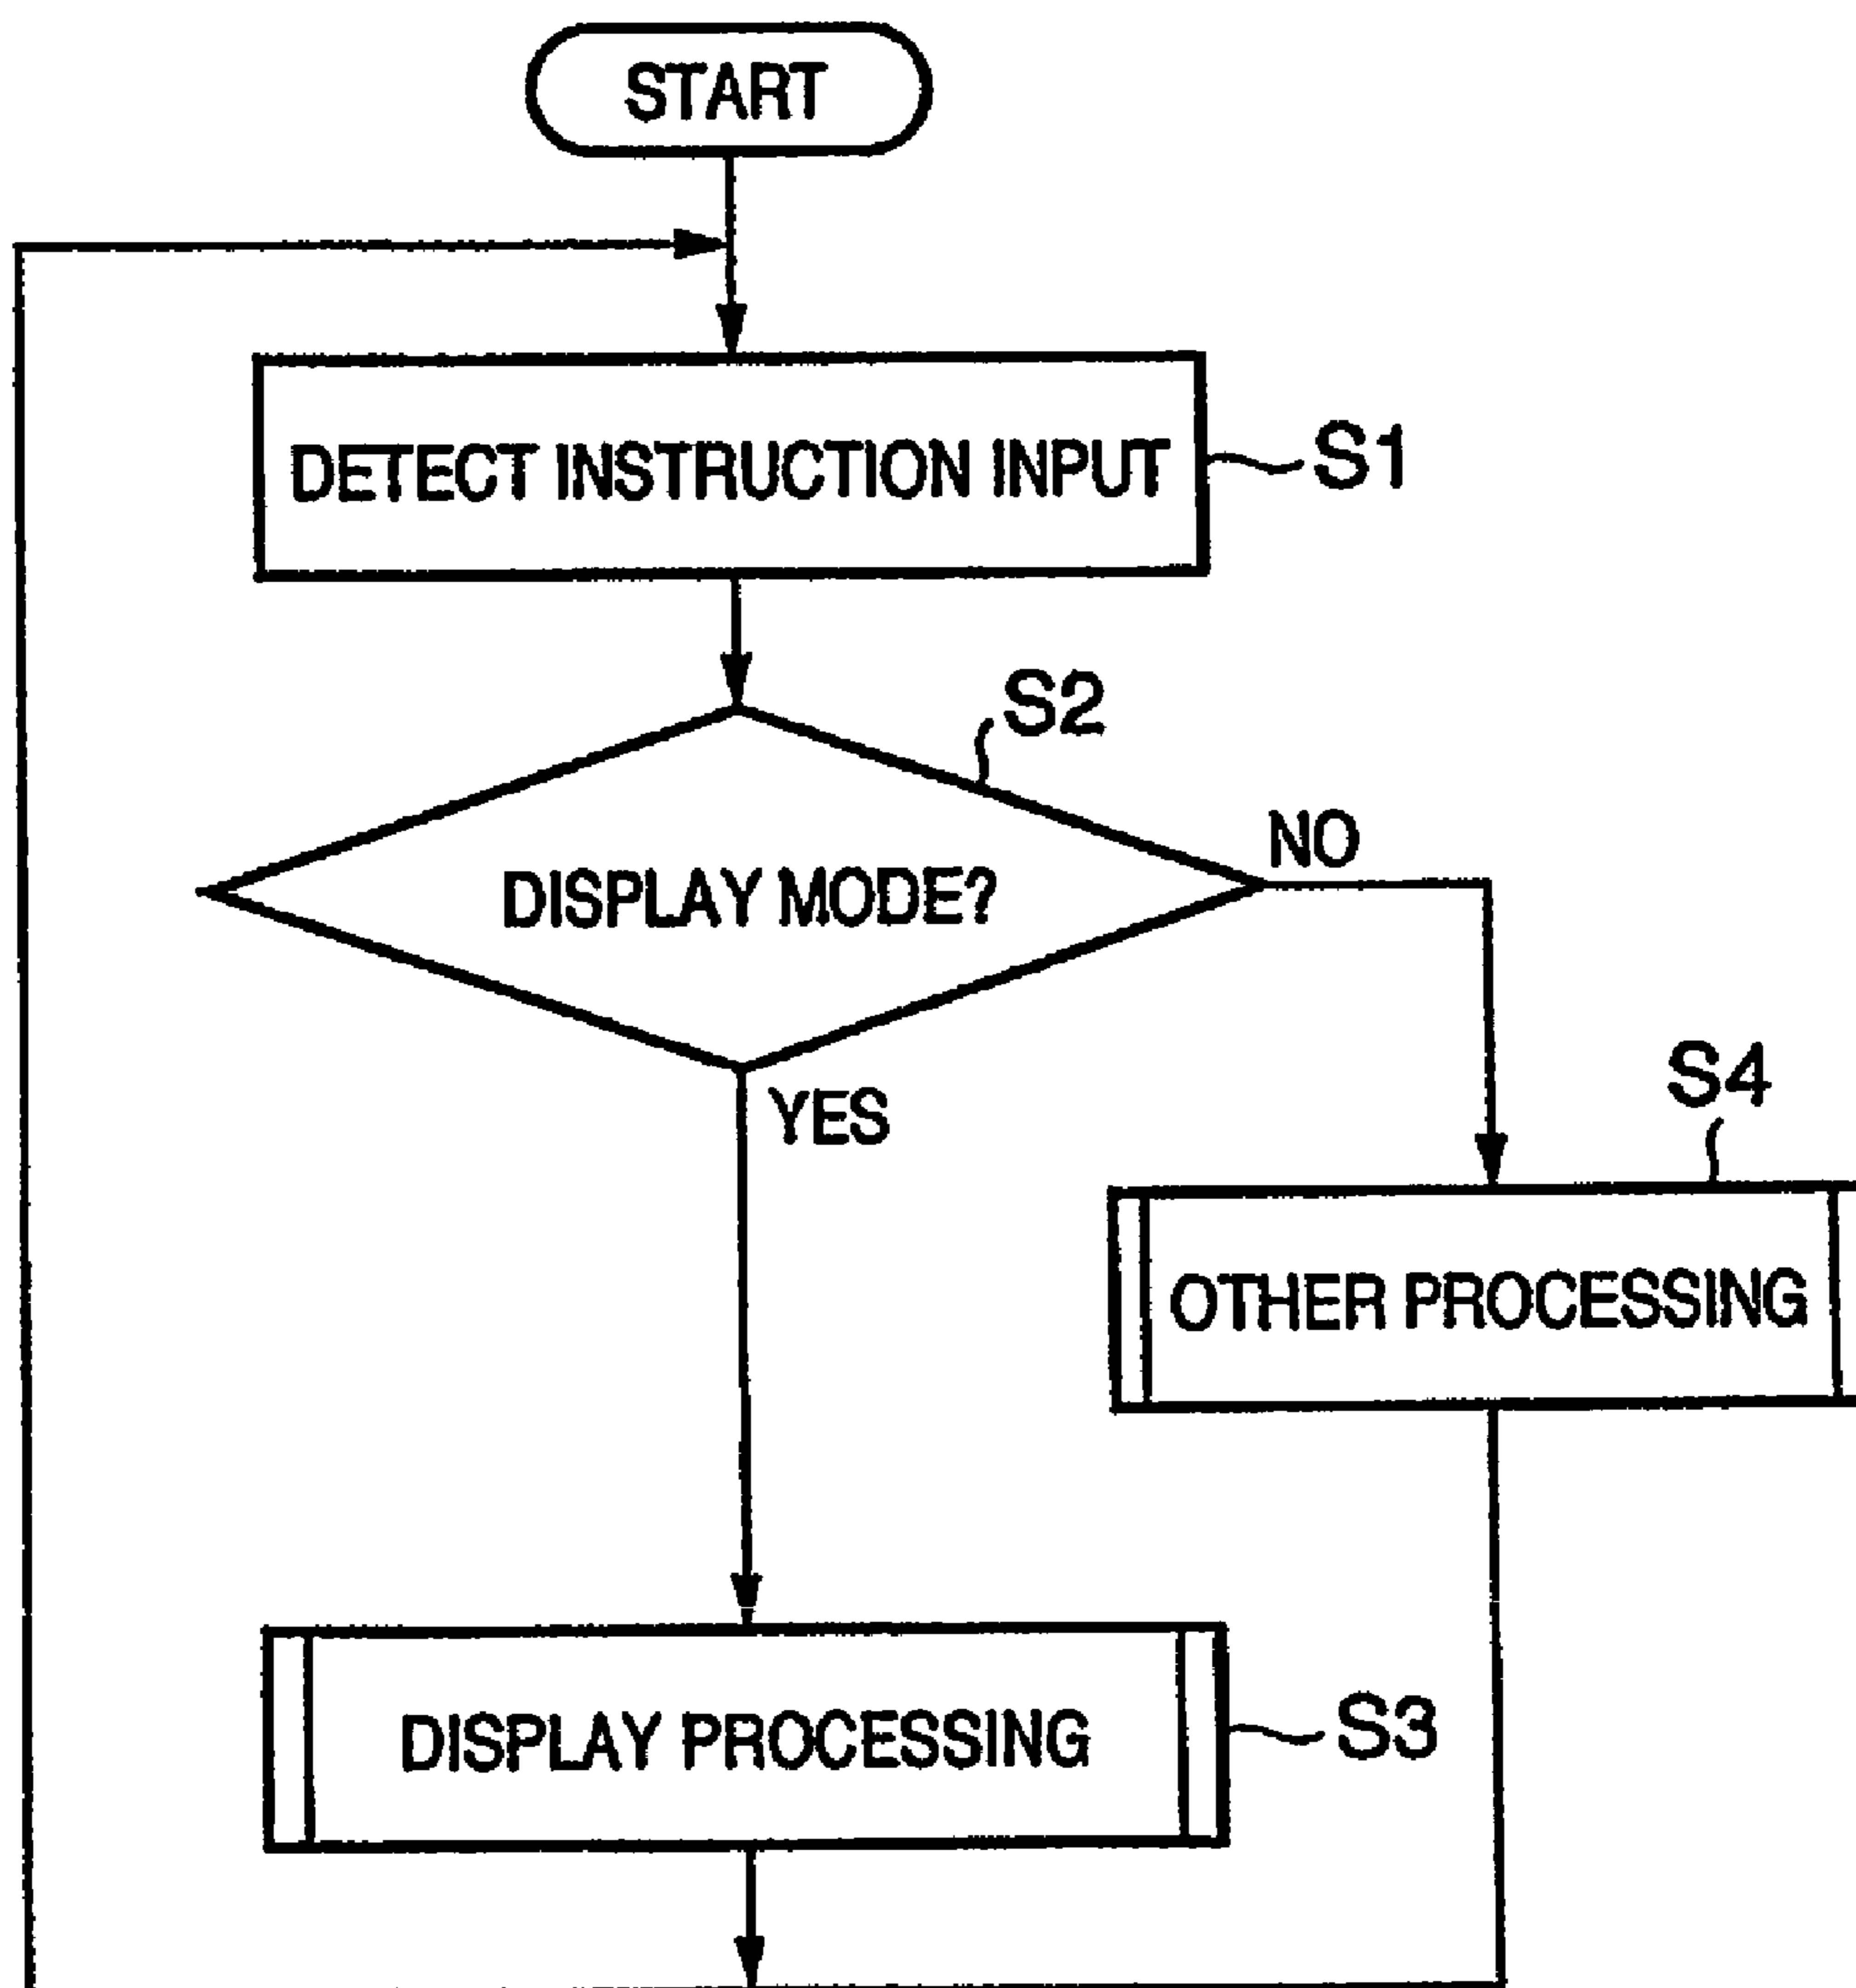 START
DETECT INSTRUCTION INPUT
S1
S2
DISPLAY MODE?
NO
YES
S4
OTHER PROCESSING
DISPLAY PROCESSING
S3